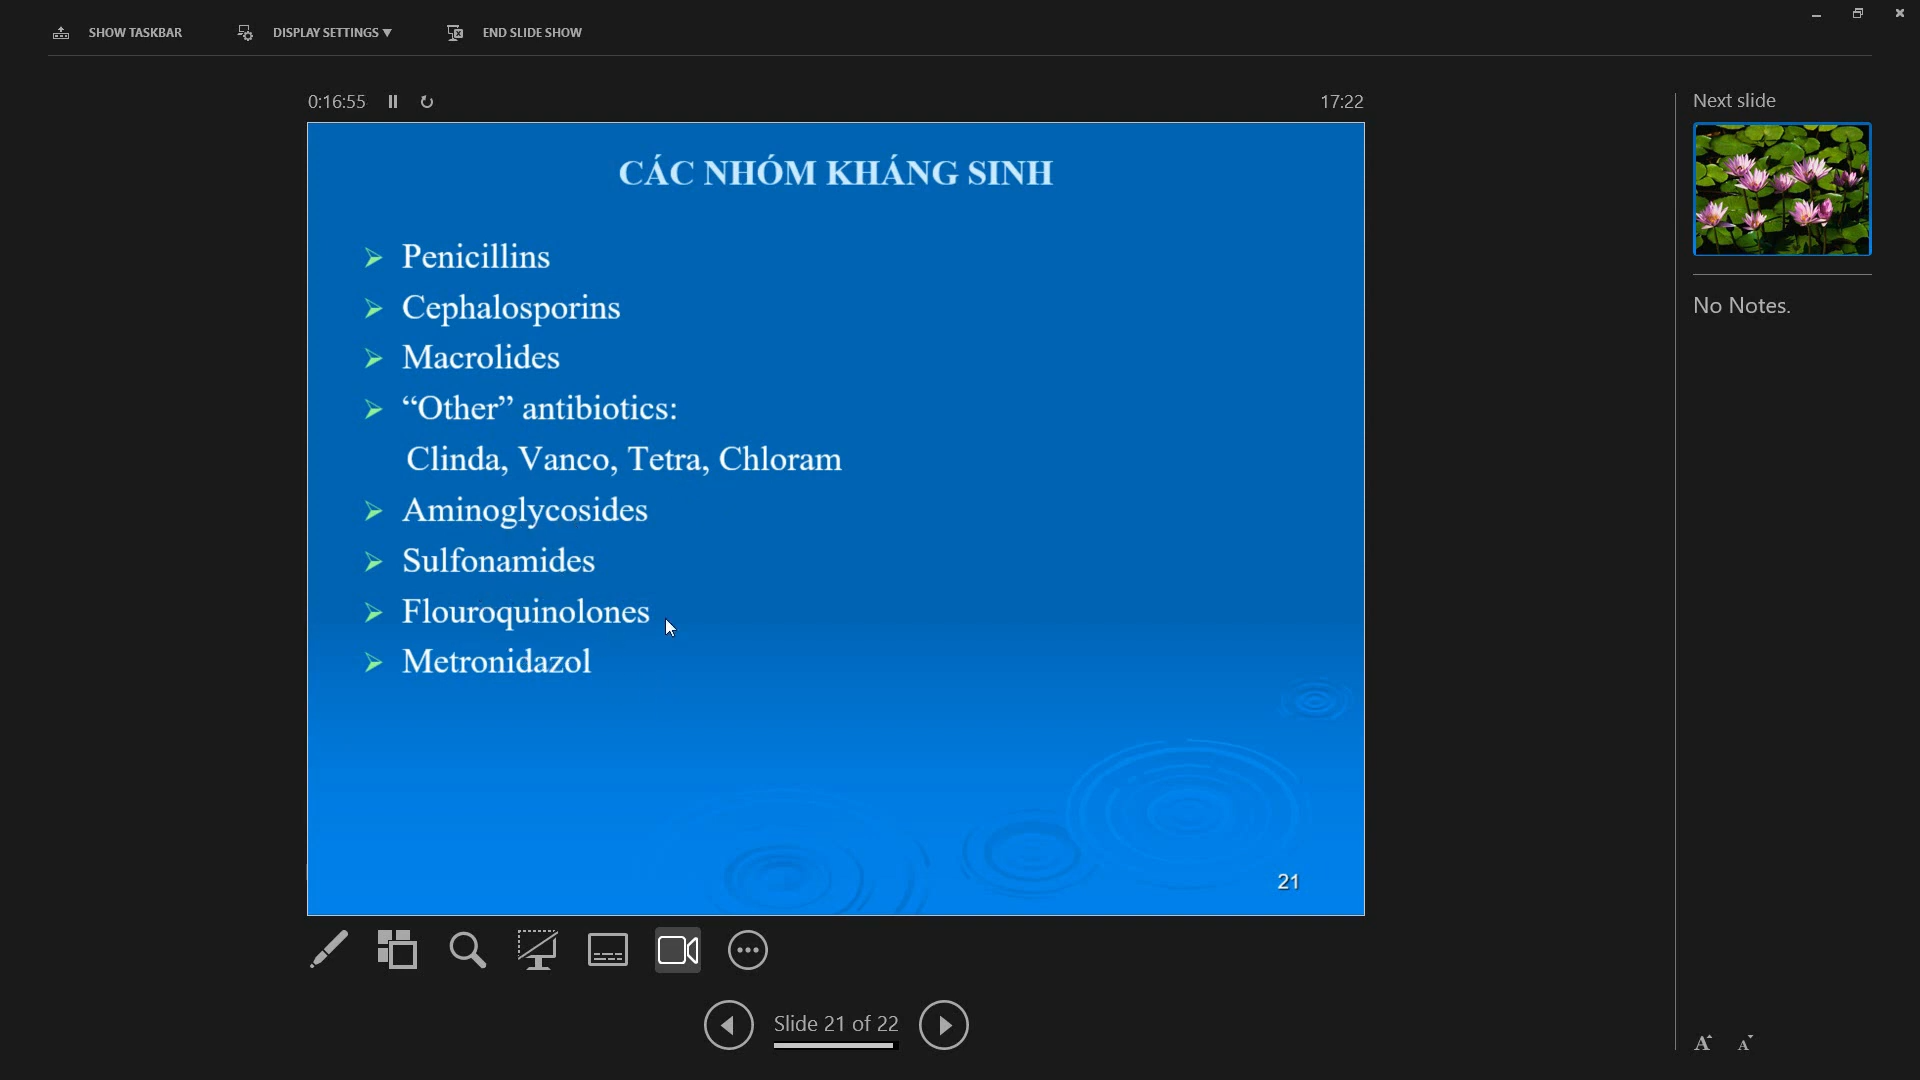 SHOW TASKBAR
DISPLAY SETTINGS ▼
END SLIDE SHOW
0:16:55
17:22
CÁC NHÓM KHÁNG SINH
Penicillins
Cephalosporins
Macrolides
“Other” antibiotics:
Clinda, Vanco, Tetra, Chloram
Aminoglycosides
Sulfonamides
Flouroquinolones
Metronidazol
21
Slide 21 of 22
Next slide
No Notes.
A A